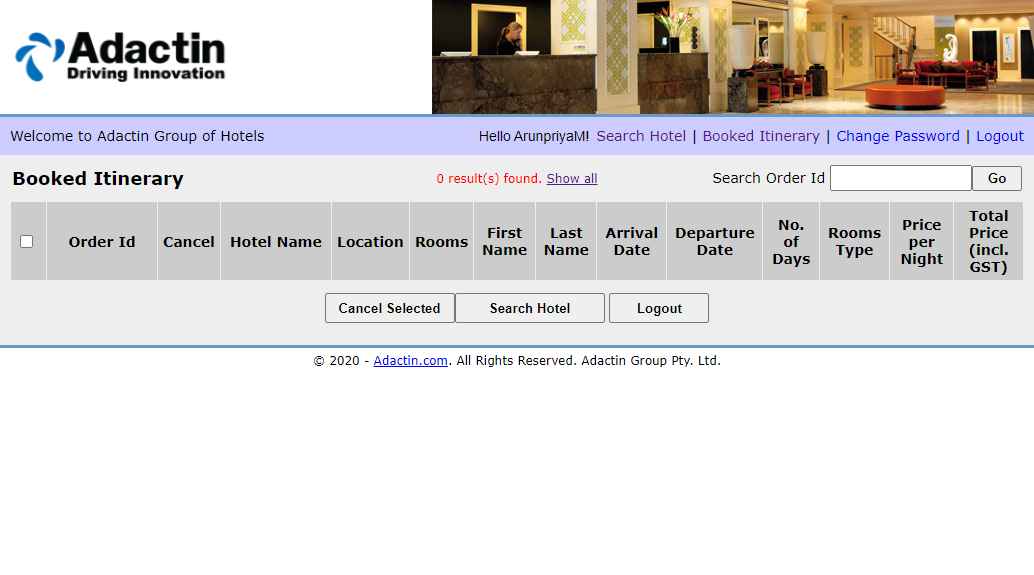 Adactin
Driving Innovation
Welcome to Adactin Group of Hotels
Hello ArunpriyaM! Search Hotel | Booked Itinerary | Change Password | Logout
Booked Itinerary
0 result(s) found. Show all
Search Order Id Go
Order Id Cancel Hotel Name Location Rooms First Name Last Name Arrival Date Departure Date No. of Days Rooms Type Price per Night Total Price (incl. GST)
Cancel Selected Search Hotel Logout
© 2020 - Adactin.com. All Rights Reserved. Adactin Group Pty. Ltd.